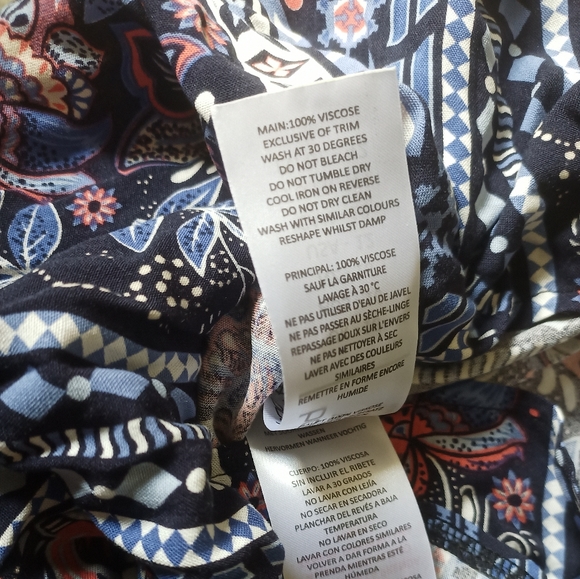 MAIN:100% VISCOSE
EXCLUSIVE OF TRIM
WASH AT 30 DEGREES
DO NOT BLEACH
DO NOT TUMBLE DRY
COOL IRON ON REVERSE
DO NOT DRY CLEAN
WASH WITH SIMILAR COLOURS
RESHAPE WHILST DAMP
PRINCIPAL: 100% VISCOSE
SAUF LA GARNITURE
LAVAGE À 30 °C
NE PAS UTILISER D'EAU DE JAVEL
NE PAS PASSER AU SÈCHE-LINGE
REPASSAGE DOUX SUR L'ENVERS
NE PAS NETTOYER À SEC
LAVER AVEC DES COULEURS
SIMILAIRES
REMETTRE EN FORME ENCORE
HUMIDE
WASSEN
HERVORMEN WANNEER VOCHTIG
CUERPO: 100% VISCOSA
SIN INCLUIR EL RIBETE
LAVAR A 30 GRADOS
NO LAVAR CON LEJÍA
NO SECAR EN SECADORA
PLANCHAR DEL REVÉS A BAJA
TEMPERATURA
NO LAVAR EN SECO
LAVAR CON COLORES SIMILARES
VOLVER A DAR FORMA A LA
PRENDA MIENTRAS ESTÉ
HÚMEDA